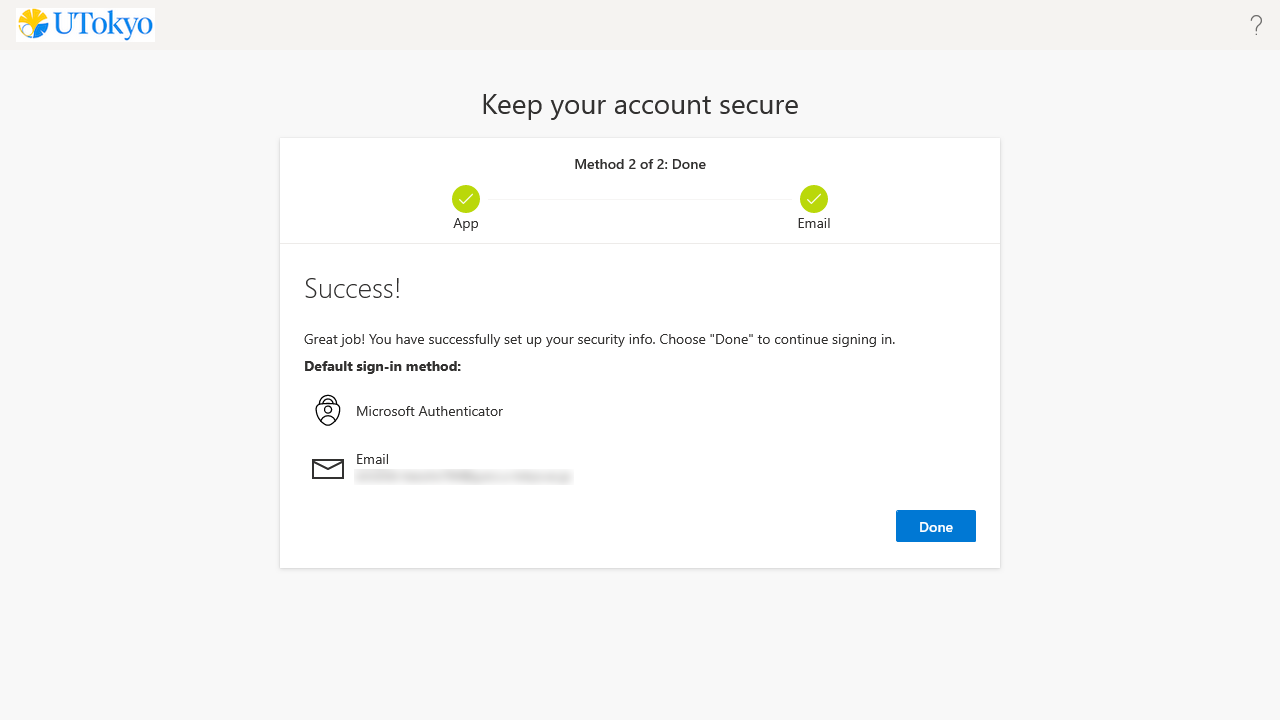 UTokyo
?
Keep your account secure
Method 2 of 2: Done
App
Email
Success!
Great job! You have successfully set up your security info. Choose "Done" to continue signing in.
Default sign-in method:
Microsoft Authenticator
Email
Done